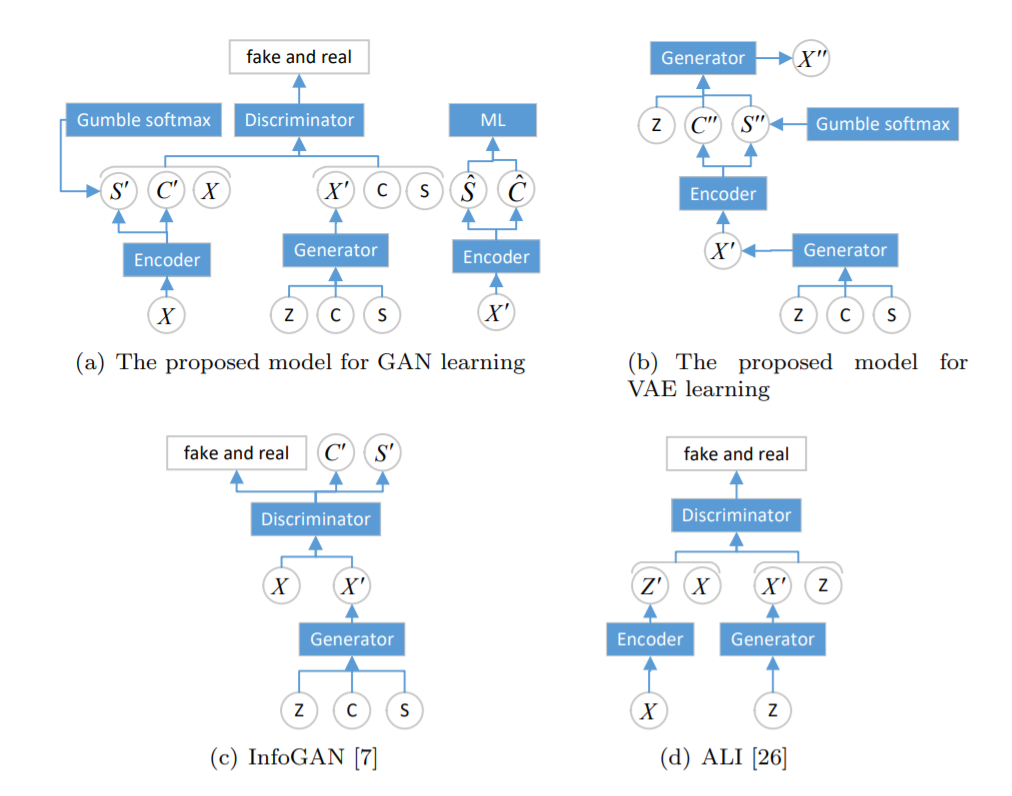 fake and real
Gumble softmax
Discriminator
ML
S′ C′ X
X′ C S
Ŝ Ĉ
Encoder
Generator
Encoder
X
Z C S
X′
(a) The proposed model for GAN learning
Generator
X′′
Z C′′ S′′
Gumble softmax
Encoder
X′
Generator
Z C S
(b) The proposed model for
VAE learning
fake and real
C′ S′
Discriminator
X X′
Generator
Z C S
(c) InfoGAN [7]
fake and real
Discriminator
Z′ X
X′ Z
Encoder
Generator
X
Z
(d) ALI [26]